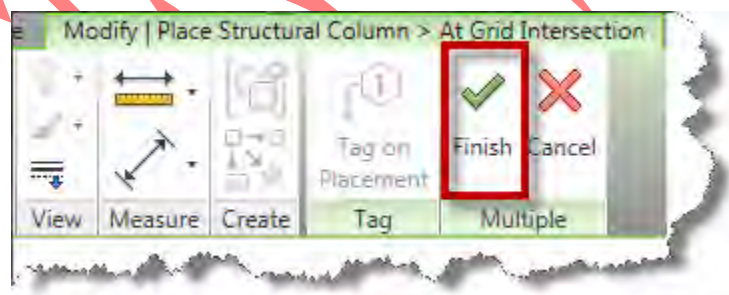 e Modify | Place Structural Column > At Grid Intersection
Tag on
Placement
Finish Cancel
View Measure Create Tag Multiple